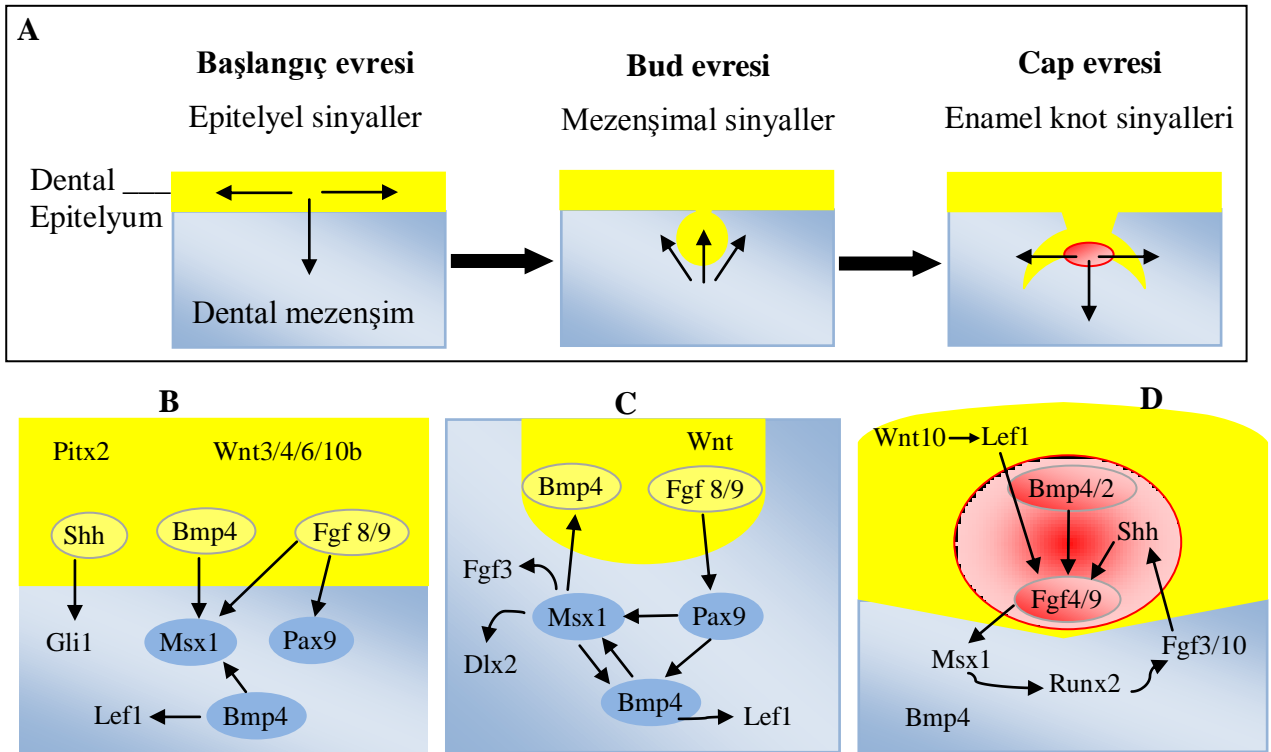 A
Başlangıç evresi
Epitelyel sinyaller
Bud evresi
Mezenşimal sinyaller
Cap evresi
Enamel knot sinyalleri
Dental ___
Epitelyum
Dental mezenşim
B
Pitx2
Wnt3/4/6/10b
Shh
Bmp4
Fgf 8/9
Gli1
Msx1
Pax9
Lef1
Bmp4
C
Wnt
Bmp4
Fgf 8/9
Fgf3
Msx1
Pax9
Dlx2
Bmp4
Lef1
D
Wnt10
Lef1
Bmp4/2
Shh
Fgf4/9
Msx1
Fgf3/10
Runx2
Bmp4